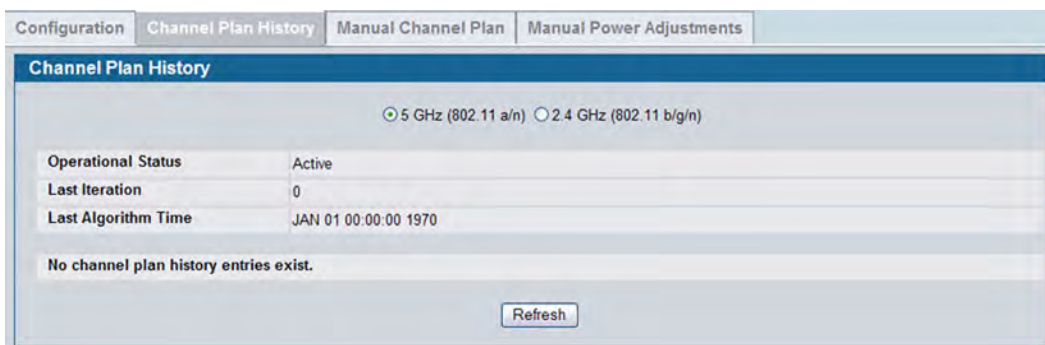 Configuration Channel Plan History Manual Channel Plan Manual Power Adjustments
Channel Plan History
5 GHz (802.11 a/n) 2.4 GHz (802.11 b/g/n)
Operational Status Active
Last Iteration 0
Last Algorithm Time JAN 01 00:00:00 1970
No channel plan history entries exist.
Refresh